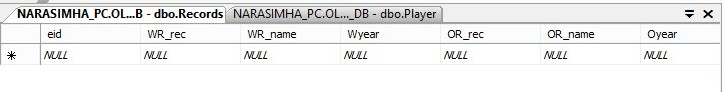 NARASIMHA_PC.OL...B - dbo.Records NARASIMHA_PC.OL..._DB - dbo.Player
eid WR_rec WR_name Wyear OR_rec OR_name Oyear
NULL NULL NULL NULL NULL NULL NULL